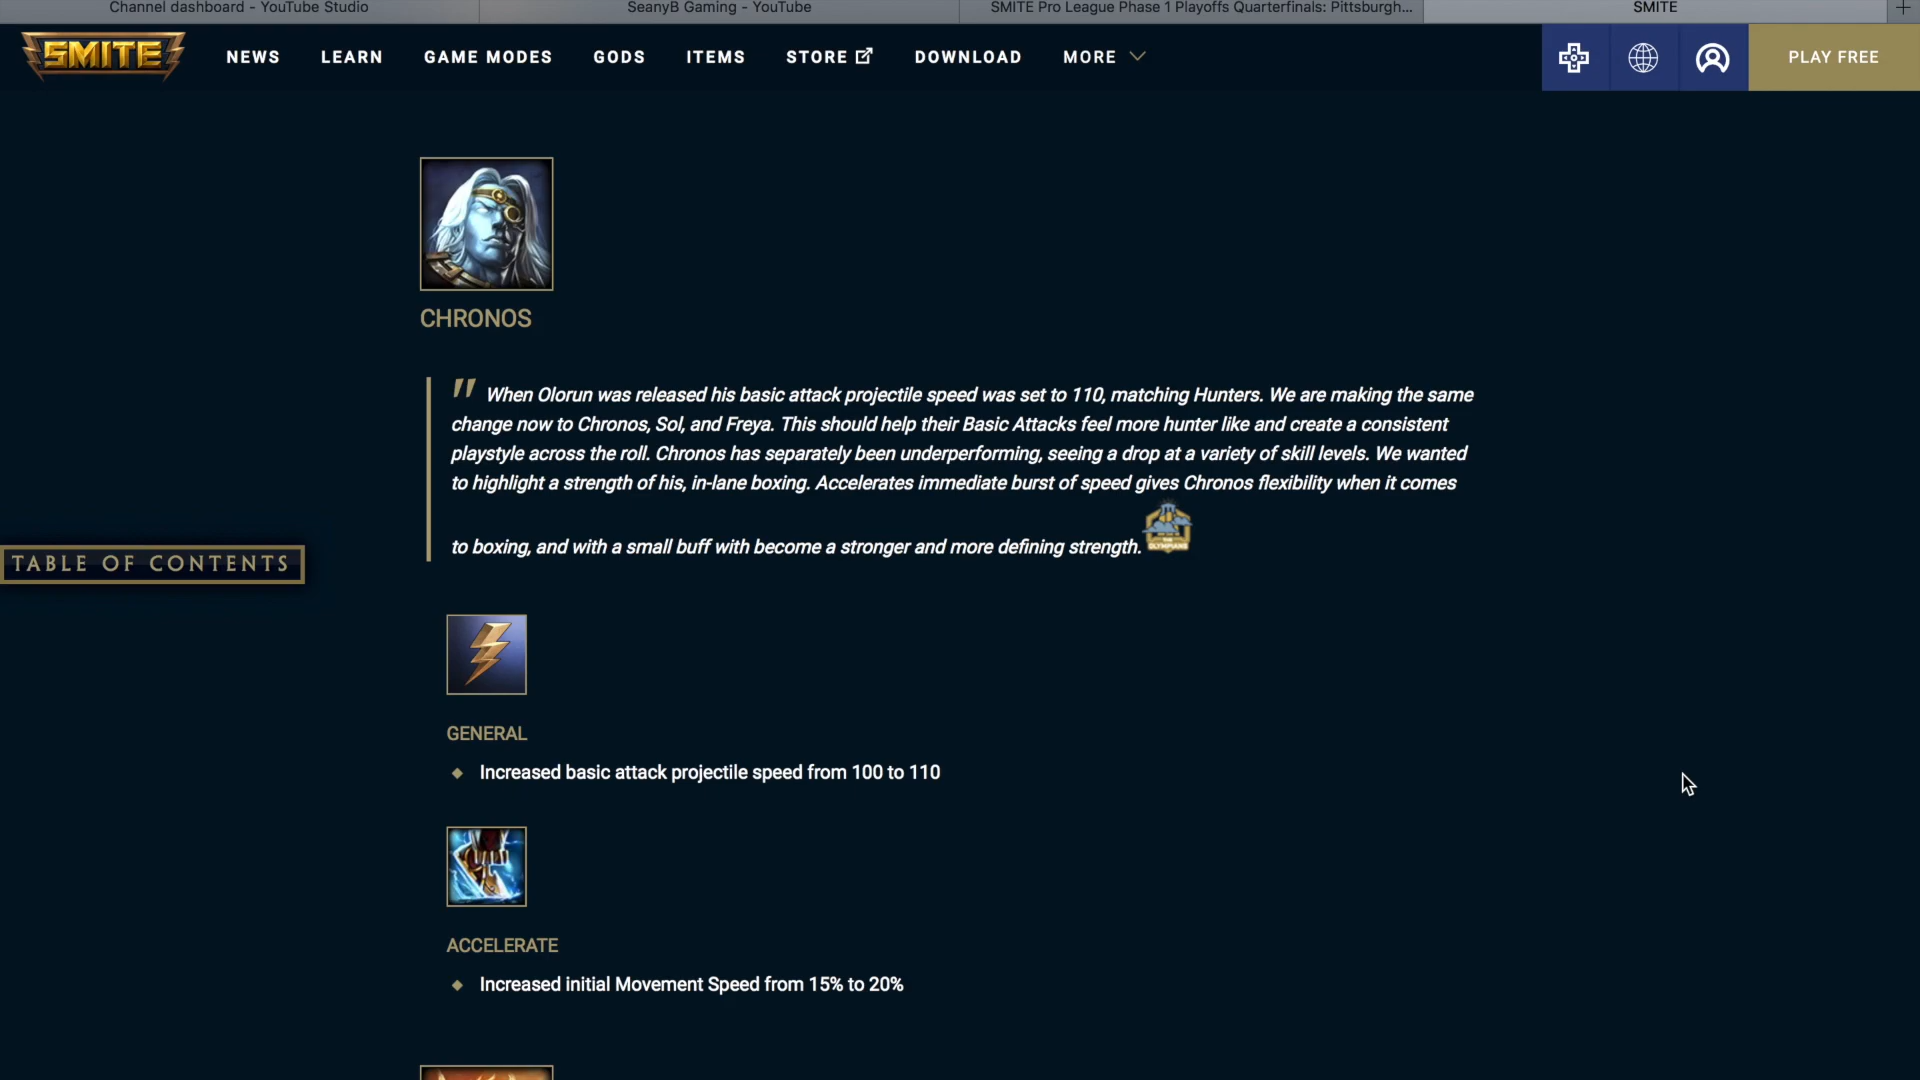 Channel dashboard - YouTube Studio
SeanyB Gaming - YouTube
SMITE Pro League Phase 1 Playoffs Quarterfinals: Pittsburgh...
SMITE
SMITE
NEWS
LEARN
GAME MODES
GODS
ITEMS
STORE
DOWNLOAD
MORE
PLAY FREE
CHRONOS
" When Olorun was released his basic attack projectile speed was set to 110, matching Hunters. We are making the same
change now to Chronos, Sol, and Freya. This should help their Basic Attacks feel more hunter like and create a consistent
playstyle across the roll. Chronos has separately been underperforming, seeing a drop at a variety of skill levels. We wanted
to highlight a strength of his, in-lane boxing. Accelerates immediate burst of speed gives Chronos flexibility when it comes
to boxing, and with a small buff with become a stronger and more defining strength.
THE
OLYMPIANS
TABLE OF CONTENTS
GENERAL
Increased basic attack projectile speed from 100 to 110
ACCELERATE
Increased initial Movement Speed from 15% to 20%